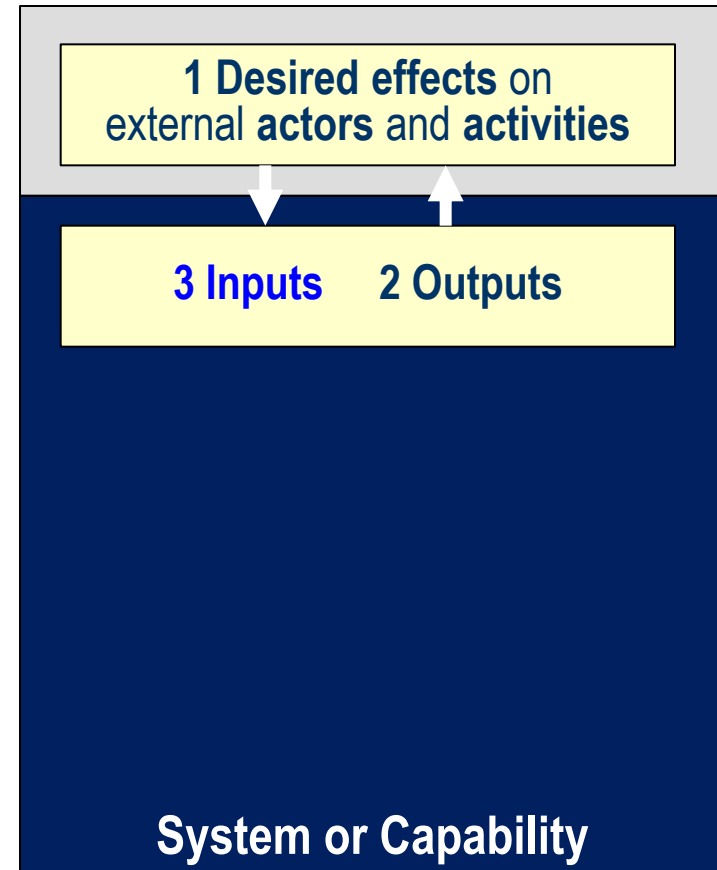 1 Desired effects on
external actors and activities
3 Inputs 2 Outputs
System or Capability